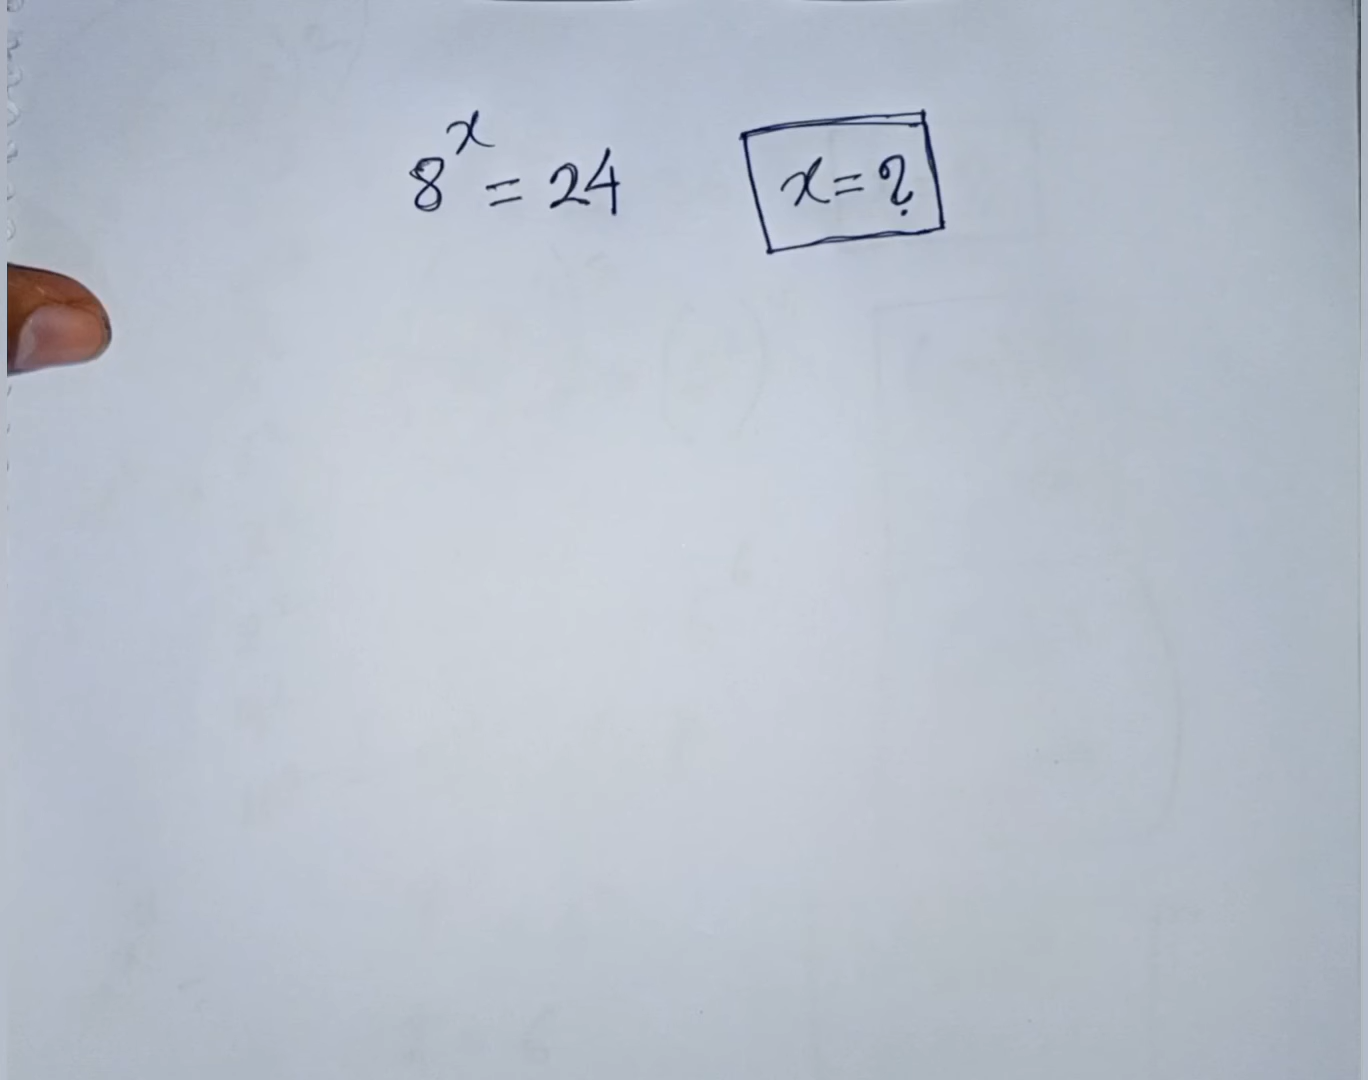 8^x = 24 x = ?